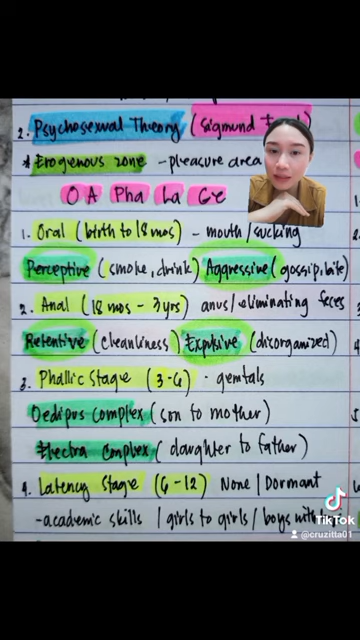 2. Psychosexual Theory (Sigmund
* Erogenous zone - pleasure area
O A Pha La Ge
1. Oral (birth to 18 mos) - mouth/sucking
Perceptive (smoke, drink) Aggressive (gossip, bite)
2. Anal (18 mos - 3 yrs) anus/eliminating feces
Retentive (cleanliness) Expulsive (disorganized)
3. Phallic Stage (3-6) - genitals
Oedipus Complex (son to mother)
Electra Complex (daughter to father)
4. Latency Stage (6-12) None / Dormant
- academic skills / girls to girls / boys with
TikTok
@cruzitta01